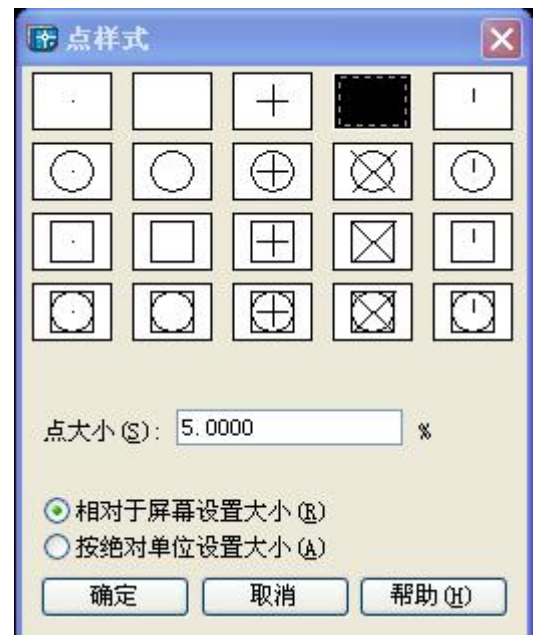 点样式
点大小(S): 5.0000 %
相对于屏幕设置大小(R)
按绝对单位设置大小(A)
确定 取消 帮助(H)